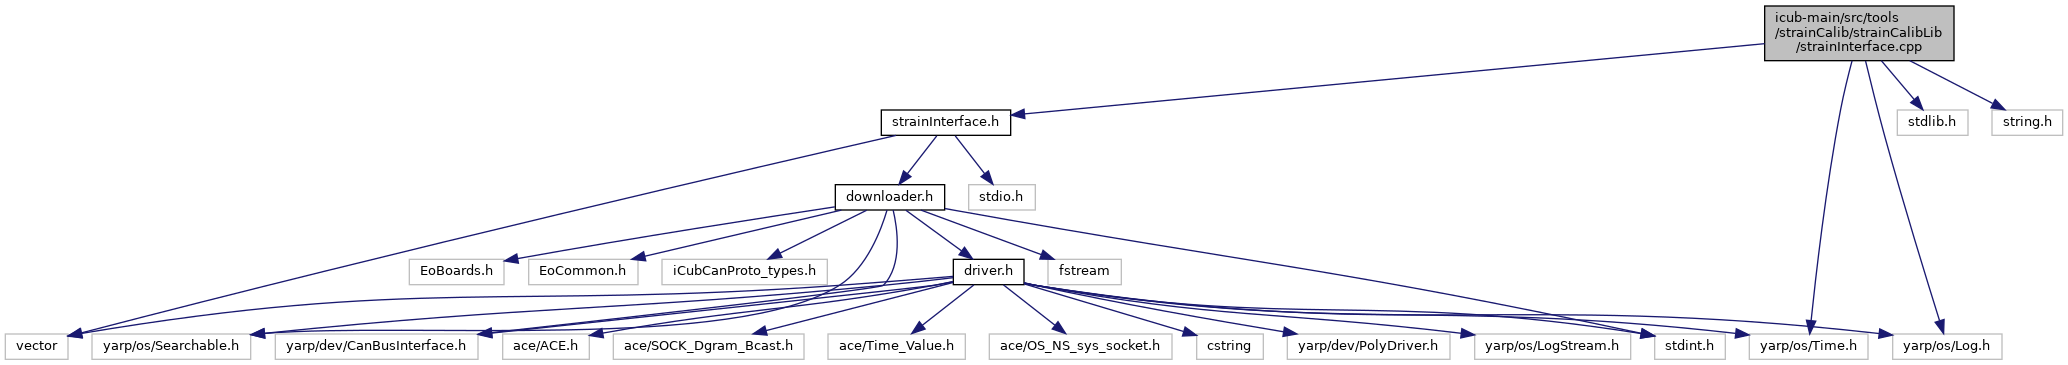 icub-main/src/tools
/strainCalib/strainCalibLib
/strainInterface.cpp
strainInterface.h
stdlib.h
string.h
downloader.h
stdio.h
EoBoards.h
EoCommon.h
iCubCanProto_types.h
driver.h
fstream
vector
yarp/os/Searchable.h
yarp/dev/CanBusInterface.h
ace/ACE.h
ace/SOCK_Dgram_Bcast.h
ace/Time_Value.h
ace/OS_NS_sys_socket.h
cstring
yarp/dev/PolyDriver.h
yarp/os/LogStream.h
stdint.h
yarp/os/Time.h
yarp/os/Log.h